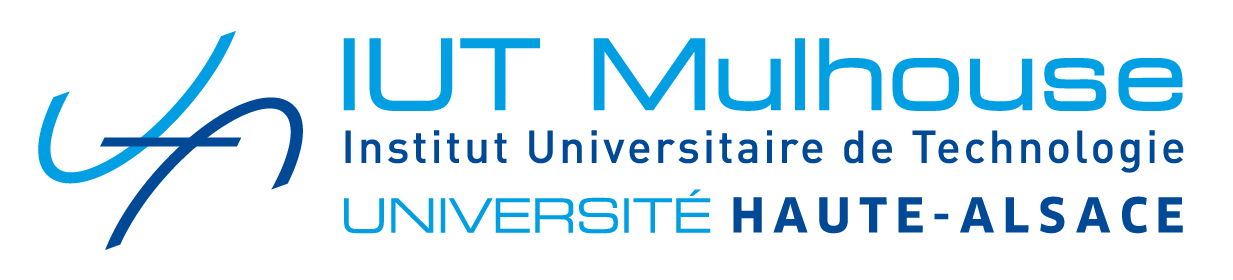 IUT Mulhouse
Institut Universitaire de Technologie
UNIVERSITÉ HAUTE-ALSACE